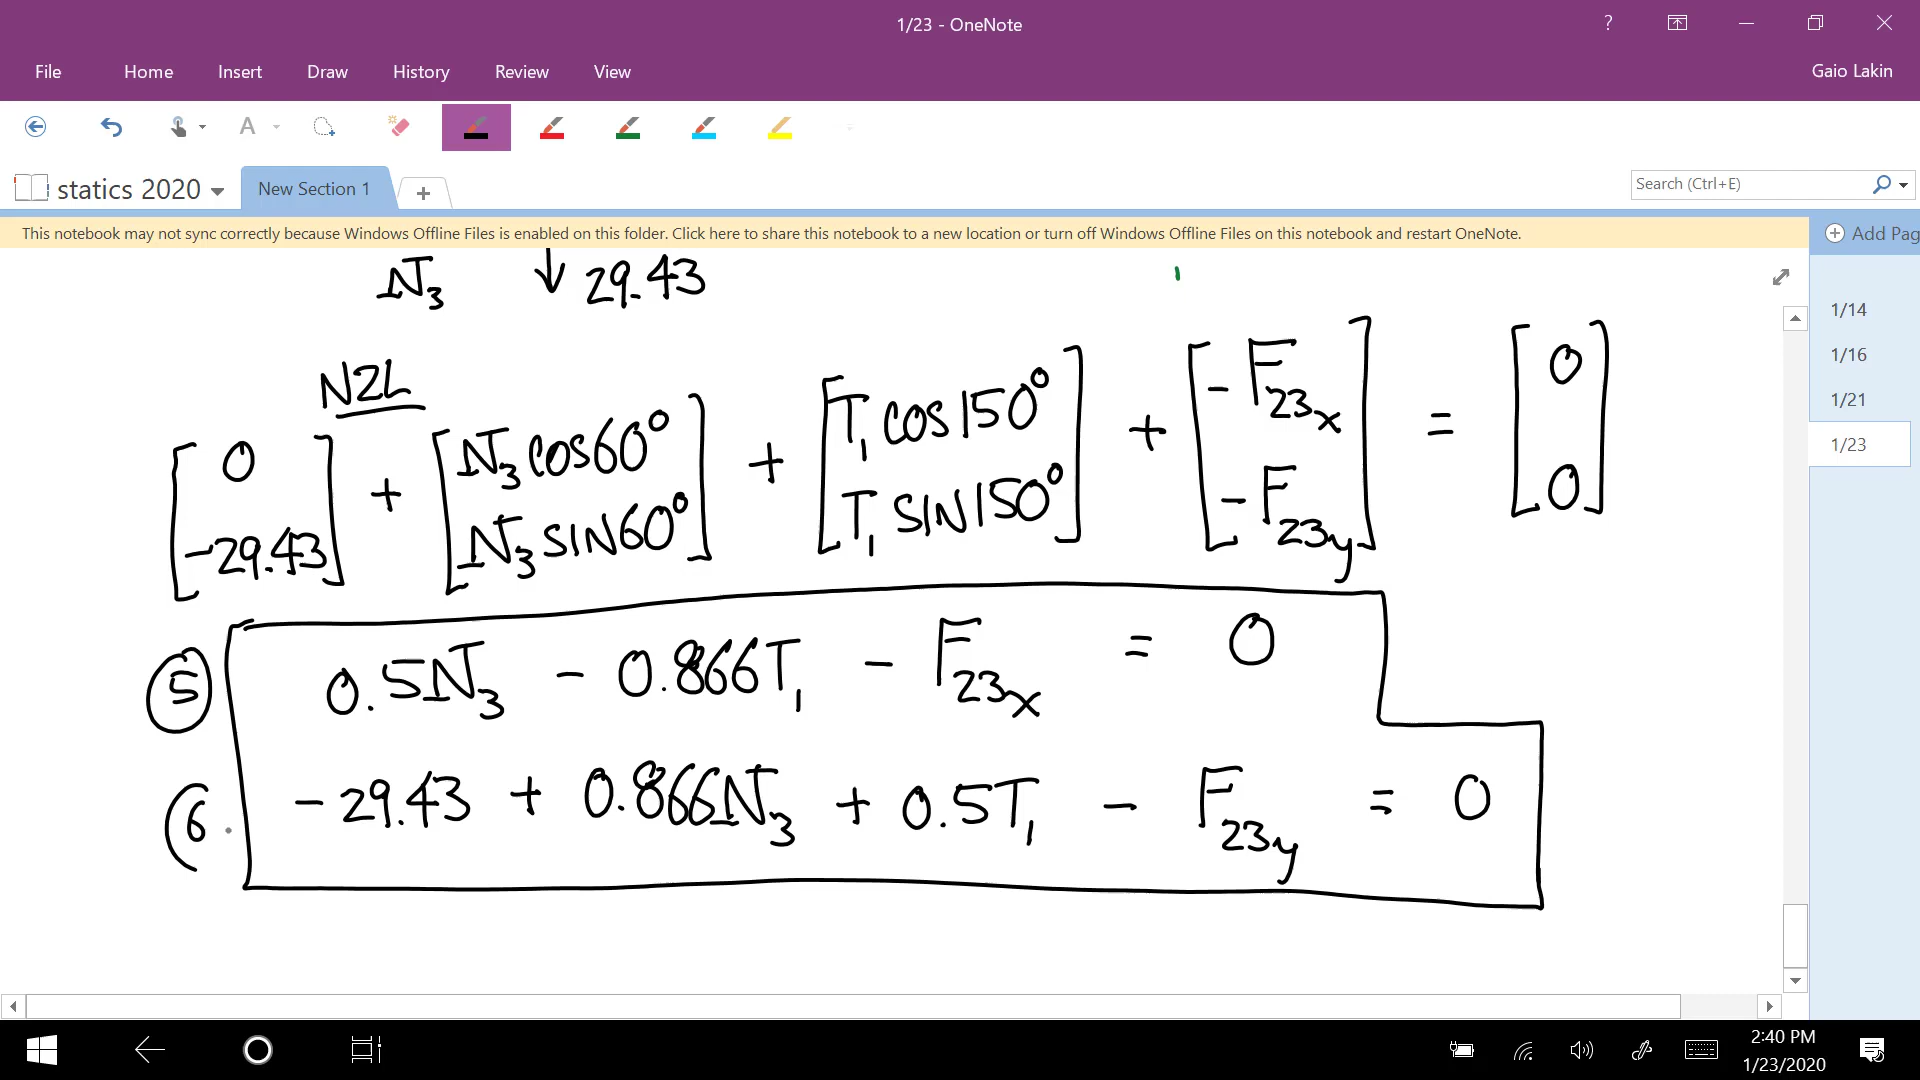 1/23 - OneNote
?
File Home Insert Draw History Review View
Gaio Lakin
A
statics 2020
New Section 1
+
Search (Ctrl+E)
This notebook may not sync correctly because Windows Offline Files is enabled on this folder. Click here to share this notebook to a new location or turn off Windows Offline Files on this notebook and restart OneNote.
Add Pag
1/14
1/16
1/21
1/23
N₃ ↓ 29.43
N2L
[0 -29.43] + [N₃ COS60° N₃ SIN60°] + [T₁ COS150° T₁ SIN150°] + [-F₂₃ₓ -F₂₃y] = [0 0]
5 0.5N₃ - 0.866T₁ - F₂₃ₓ = 0
(6 -29.43 + 0.866N₃ + 0.5T₁ - F₂₃y = 0
2:40 PM
1/23/2020